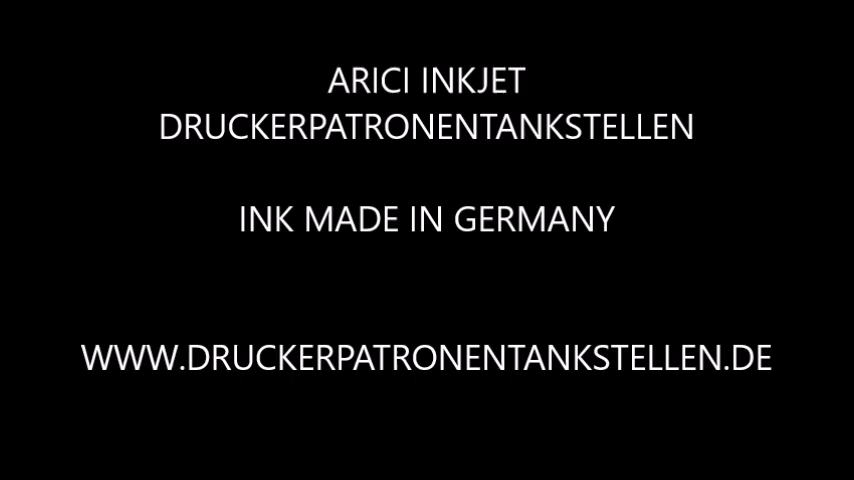 ARICI INKJET
DRUCKERPATRONENTANKSTELLEN
INK MADE IN GERMANY
WWW.DRUCKERPATRONENTANKSTELLEN.DE